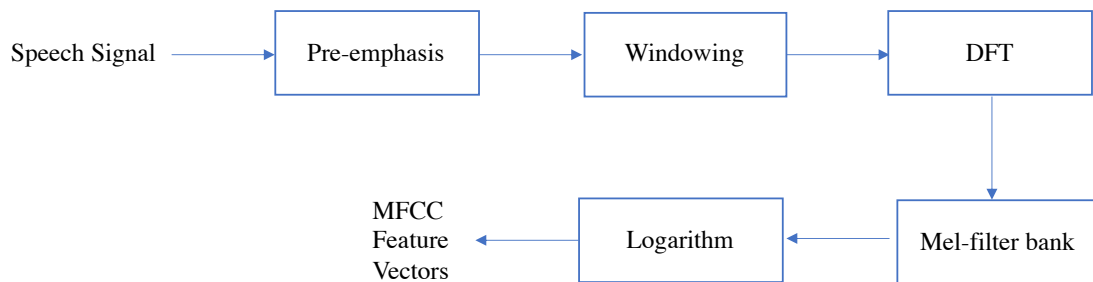 Speech Signal
Pre-emphasis
Windowing
DFT
Mel-filter bank
Logarithm
MFCC
Feature
Vectors